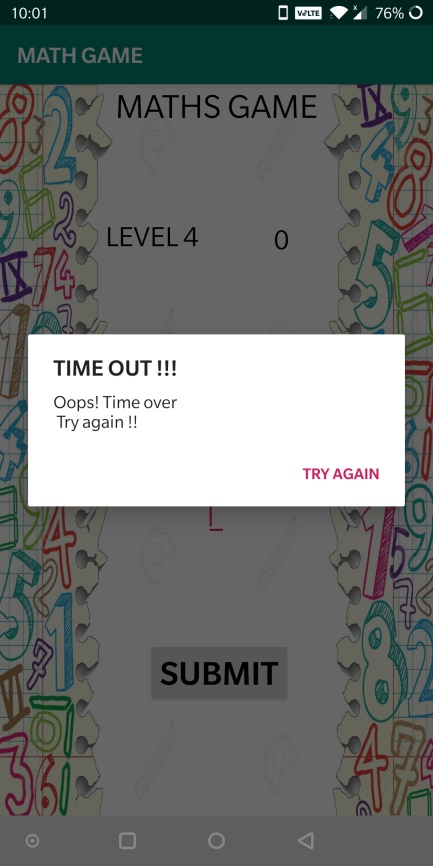 10:01
VoLTE
x
76%
MATH GAME
MATHS GAME
LEVEL 4
0
TIME OUT !!!
Oops! Time over
Try again !!
TRY AGAIN
SUBMIT